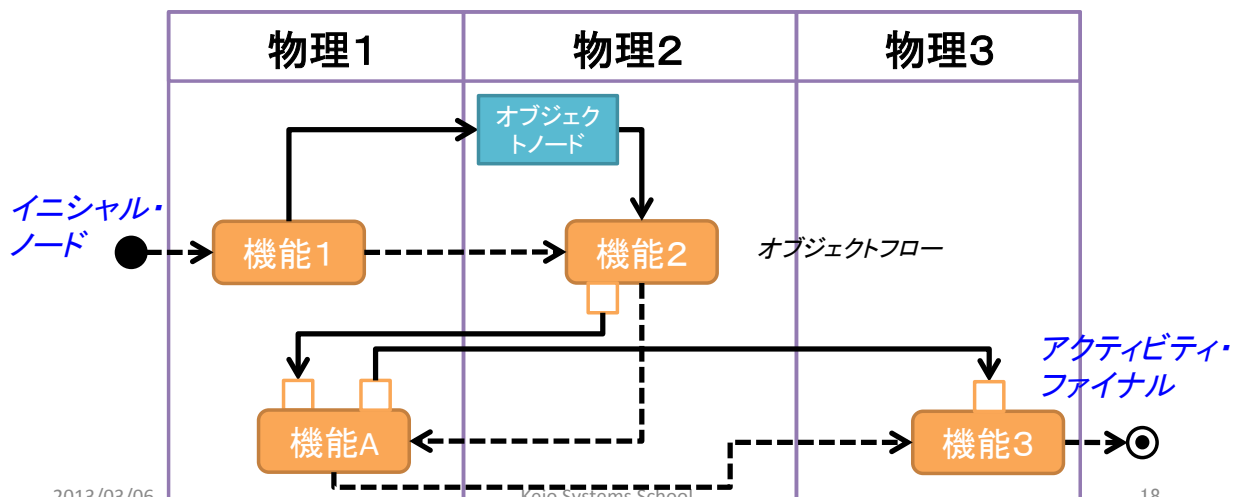 物理1
物理2
物理3
オブジェク
トノード
イニシャル・
ノード
機能1
機能2
オブジェクトフロー
アクティビティ・
ファイナル
機能A
機能3
2013/03/06
Keio Systems School
18